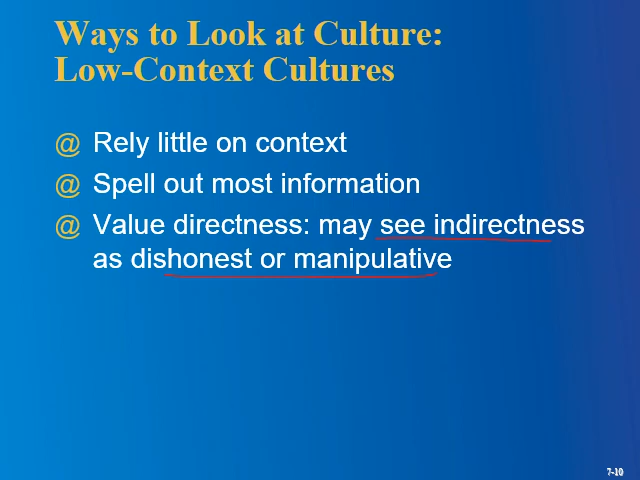 Ways to Look at Culture:
Low-Context Cultures
@ Rely little on context
@ Spell out most information
@ Value directness: may see indirectness
as dishonest or manipulative
7-10